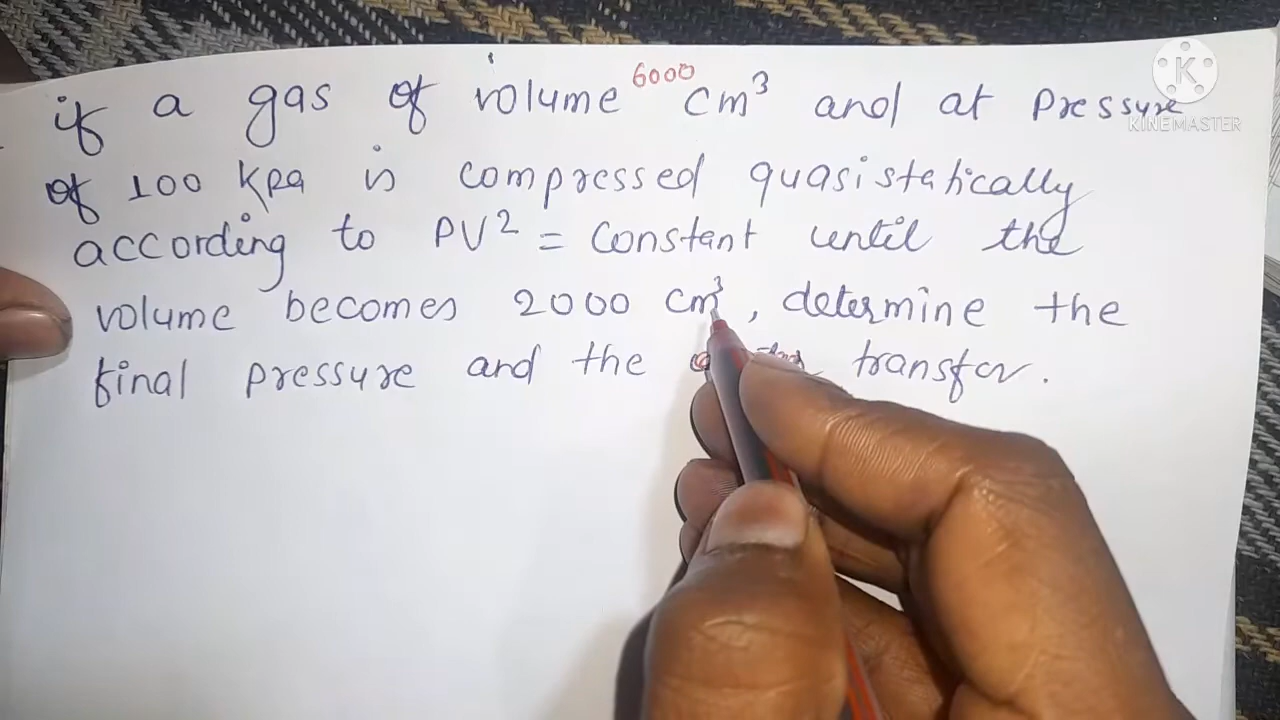 if a gas of volume 6000 cm³ and at pressure
of 100 kpa is compressed quasistatically
according to PV² = constant until the
volume becomes 2000 cm³, determine the
final pressure and the transfer.
K
KINEMASTER